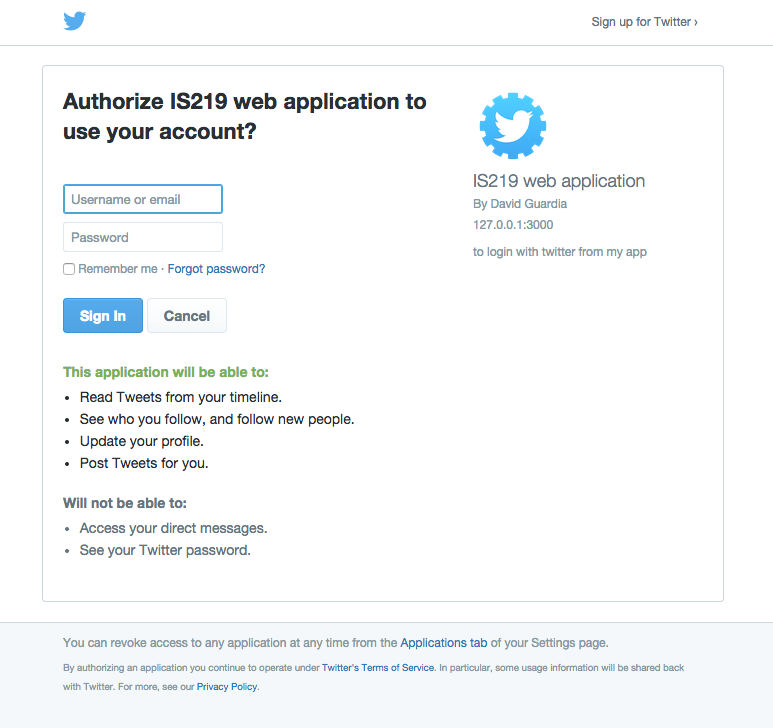 Sign up for Twitter ›
Authorize IS219 web application to
use your account?
Username or email
Password
Remember me · Forgot password?
Sign In
Cancel
This application will be able to:
• Read Tweets from your timeline.
• See who you follow, and follow new people.
• Update your profile.
• Post Tweets for you.
Will not be able to:
• Access your direct messages.
• See your Twitter password.
IS219 web application
By David Guardia
127.0.0.1:3000
to login with twitter from my app
You can revoke access to any application at any time from the Applications tab of your Settings page.
By authorizing an application you continue to operate under Twitter's Terms of Service. In particular, some usage information will be shared back
with Twitter. For more, see our Privacy Policy.